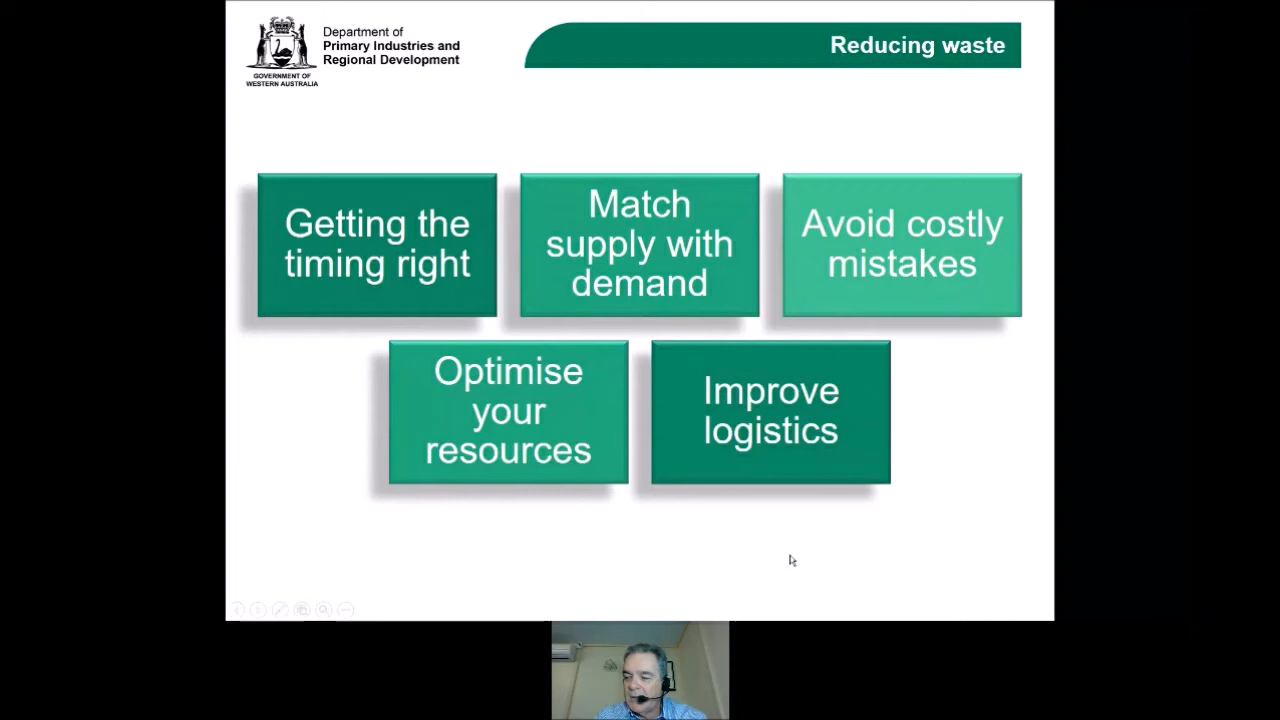 Department of
Primary Industries and
Regional Development
GOVERNMENT OF
WESTERN AUSTRALIA
Reducing waste
Getting the
timing right
Match
supply with
demand
Avoid costly
mistakes
Optimise
your
resources
Improve
logistics